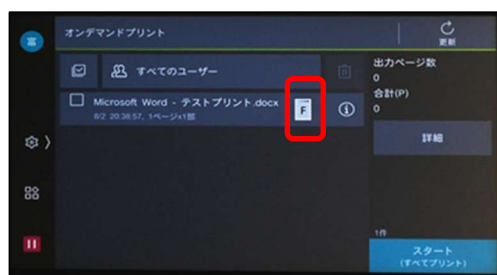 富
オンデマンドプリント
更新
すべてのユーザー
Microsoft Word - テストプリント.docx
F
8/2 20:38:57, 1ページx1部
出力ページ数
0
合計(P)
0
詳細
1件
スタート
(すべてプリント)